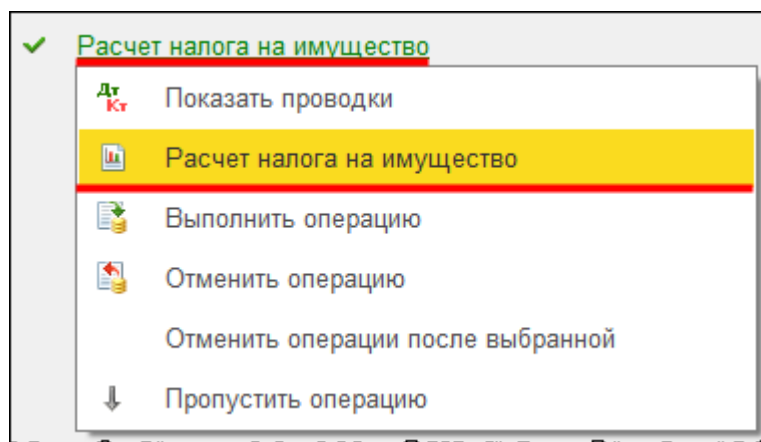 Расчет налога на имущество
Дт Кт Показать проводки
Расчет налога на имущество
Выполнить операцию
Отменить операцию
Отменить операции после выбранной
Пропустить операцию